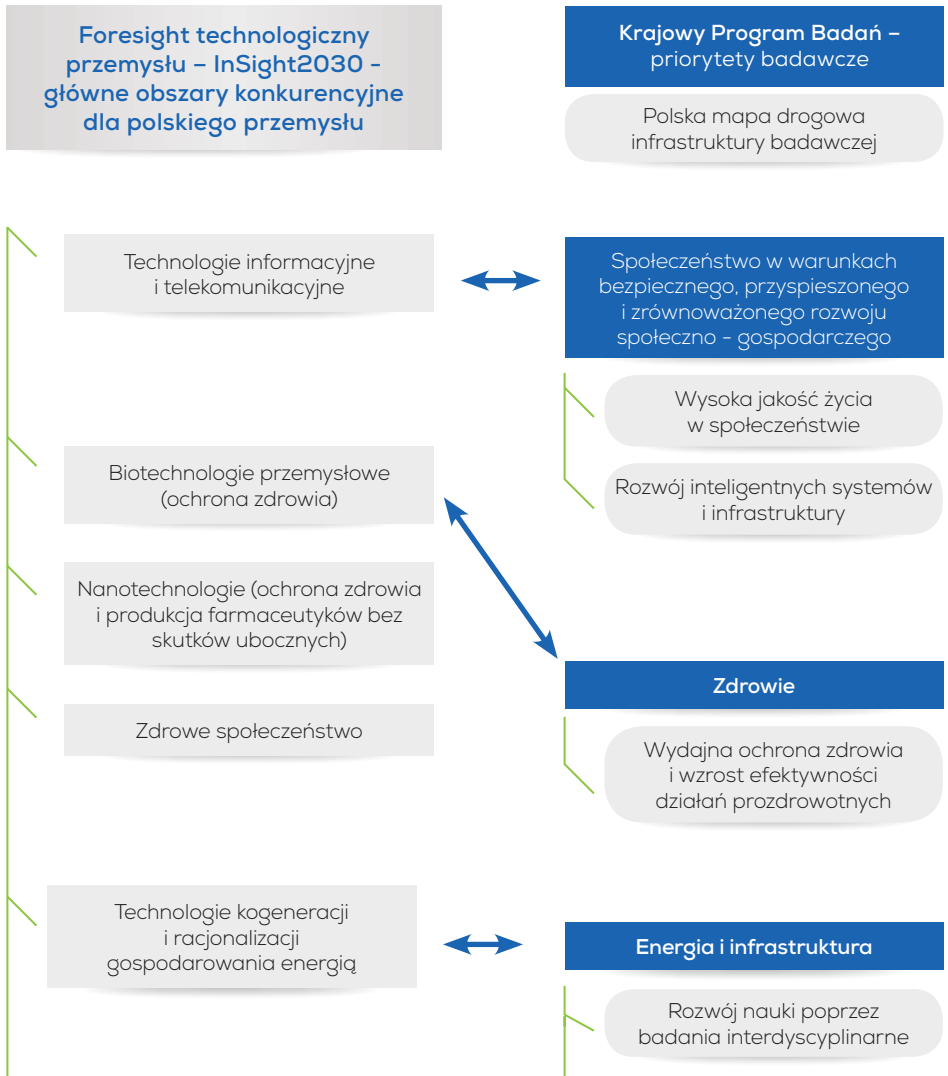 Foresight technologiczny
przemysłu – InSight2030 -
główne obszary konkurencyjne
dla polskiego przemysłu
Krajowy Program Badań –
priorytety badawcze
Polska mapa drogowa
infrastruktury badawczej
Technologie informacyjne
i telekomunikacyjne
Społeczeństwo w warunkach
bezpiecznego, przyspieszonego
i zrównoważonego rozwoju
społeczno - gospodarczego
Wysoka jakość życia
w społeczeństwie
Rozwój inteligentnych systemów
i infrastruktury
Biotechnologie przemysłowe
(ochrona zdrowia)
Nanotechnologie (ochrona zdrowia
i produkcja farmaceutyków bez
skutków ubocznych)
Zdrowe społeczeństwo
Zdrowie
Wydajna ochrona zdrowia
i wzrost efektywności
działań prozdrowotnych
Technologie kogeneracji
i racjonalizacji
gospodarowania energią
Energia i infrastruktura
Rozwój nauki poprzez
badania interdyscyplinarne